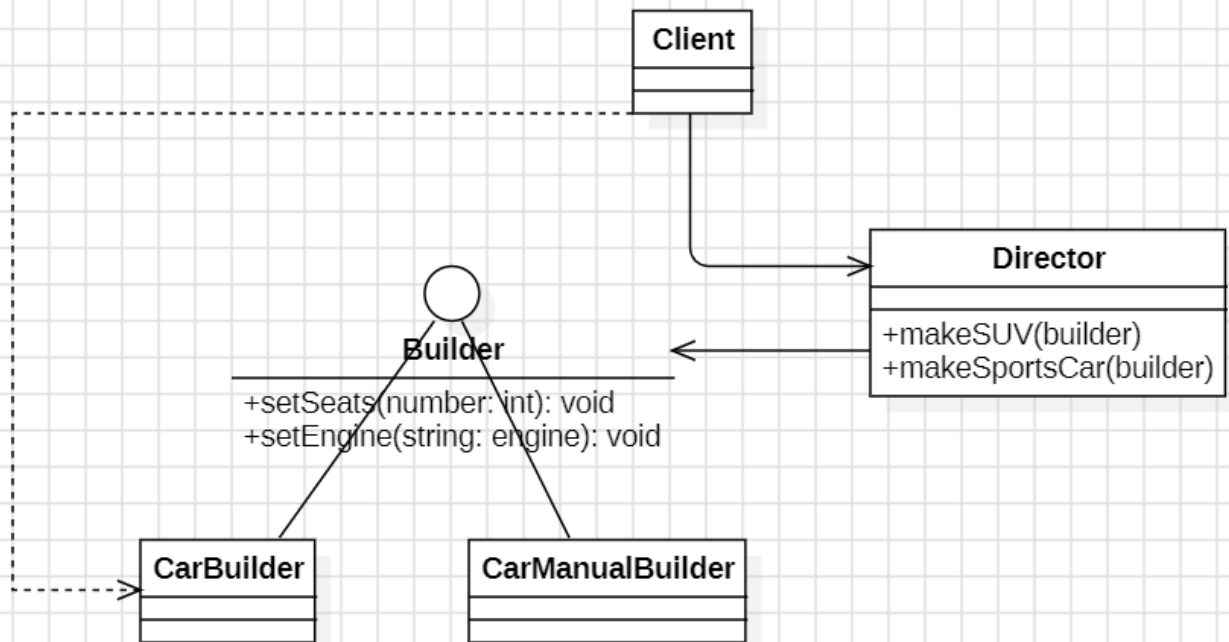 Client
Director
+makeSUV(builder)
+makeSportsCar(builder)
Builder
+setSeats(number: int): void
+setEngine(string: engine): void
CarBuilder
CarManualBuilder